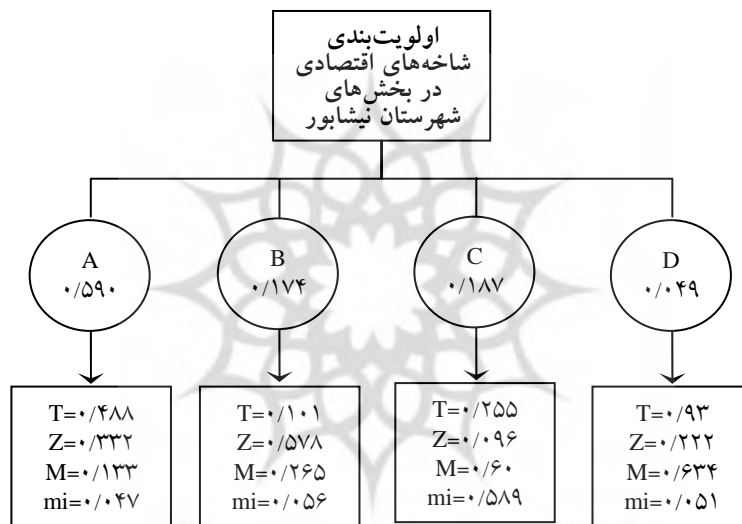 اولویت‌بندی
شاخه‌های اقتصادی
در بخش‌های
شهرستان نیشابور
A
۰/۵۹۰
B
۰/۱۷۴
C
۰/۱۸۷
D
۰/۰۴۹
T=۰/۴۸۸
Z=۰/۳۳۲
M=۰/۱۳۳
mi=۰/۰۴۷
T=۰/۱۰۱
Z=۰/۵۷۸
M=۰/۲۶۵
mi=۰/۰۵۶
T=۰/۲۵۵
Z=۰/۰۹۶
M=۰/۶۰
mi=۰/۵۸۹
T=۰/۹۳
Z=۰/۲۲۲
M=۰/۶۳۴
mi=۰/۰۵۱